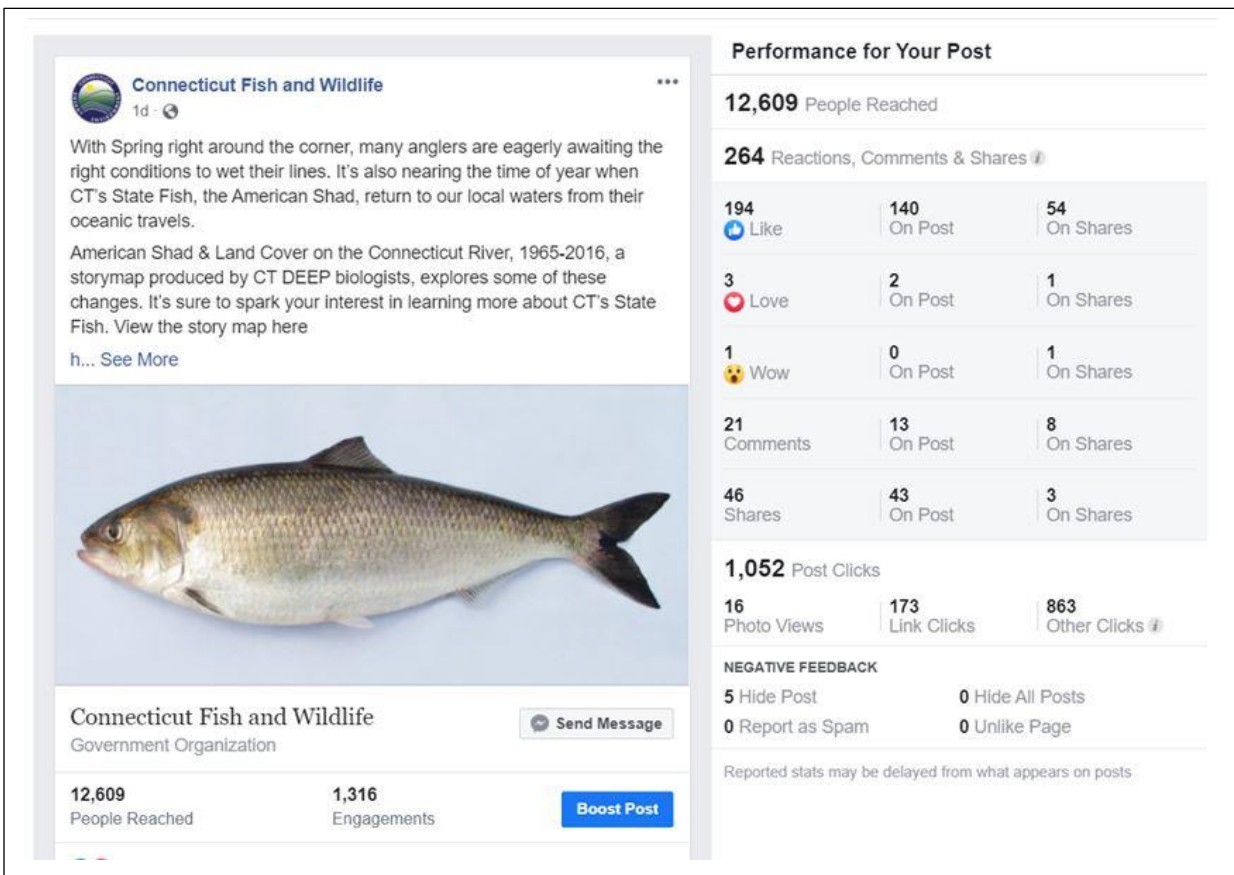 Connecticut Fish and Wildlife
1d ·
With Spring right around the corner, many anglers are eagerly awaiting the
right conditions to wet their lines. It's also nearing the time of year when
CT's State Fish, the American Shad, return to our local waters from their
oceanic travels.
American Shad & Land Cover on the Connecticut River, 1965-2016, a
storymap produced by CT DEEP biologists, explores some of these
changes. It's sure to spark your interest in learning more about CT's State
Fish. View the story map here
h... See More
Connecticut Fish and Wildlife
Government Organization
Send Message
12,609 1,316
People Reached Engagements
Boost Post
Performance for Your Post
12,609 People Reached
264 Reactions, Comments & Shares
194 140 54
Like On Post On Shares
3 2 1
Love On Post On Shares
1 0 1
Wow On Post On Shares
21 13 8
Comments On Post On Shares
46 43 3
Shares On Post On Shares
1,052 Post Clicks
16 173 863
Photo Views Link Clicks Other Clicks
NEGATIVE FEEDBACK
5 Hide Post 0 Hide All Posts
0 Report as Spam 0 Unlike Page
Reported stats may be delayed from what appears on posts